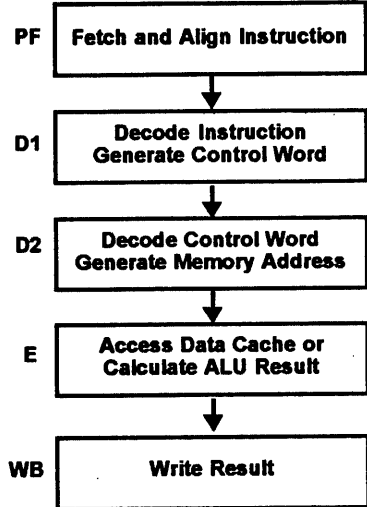 PF
Fetch and Align Instruction
D1
Decode Instruction
Generate Control Word
D2
Decode Control Word
Generate Memory Address
E
Access Data Cache or
Calculate ALU Result
WB
Write Result